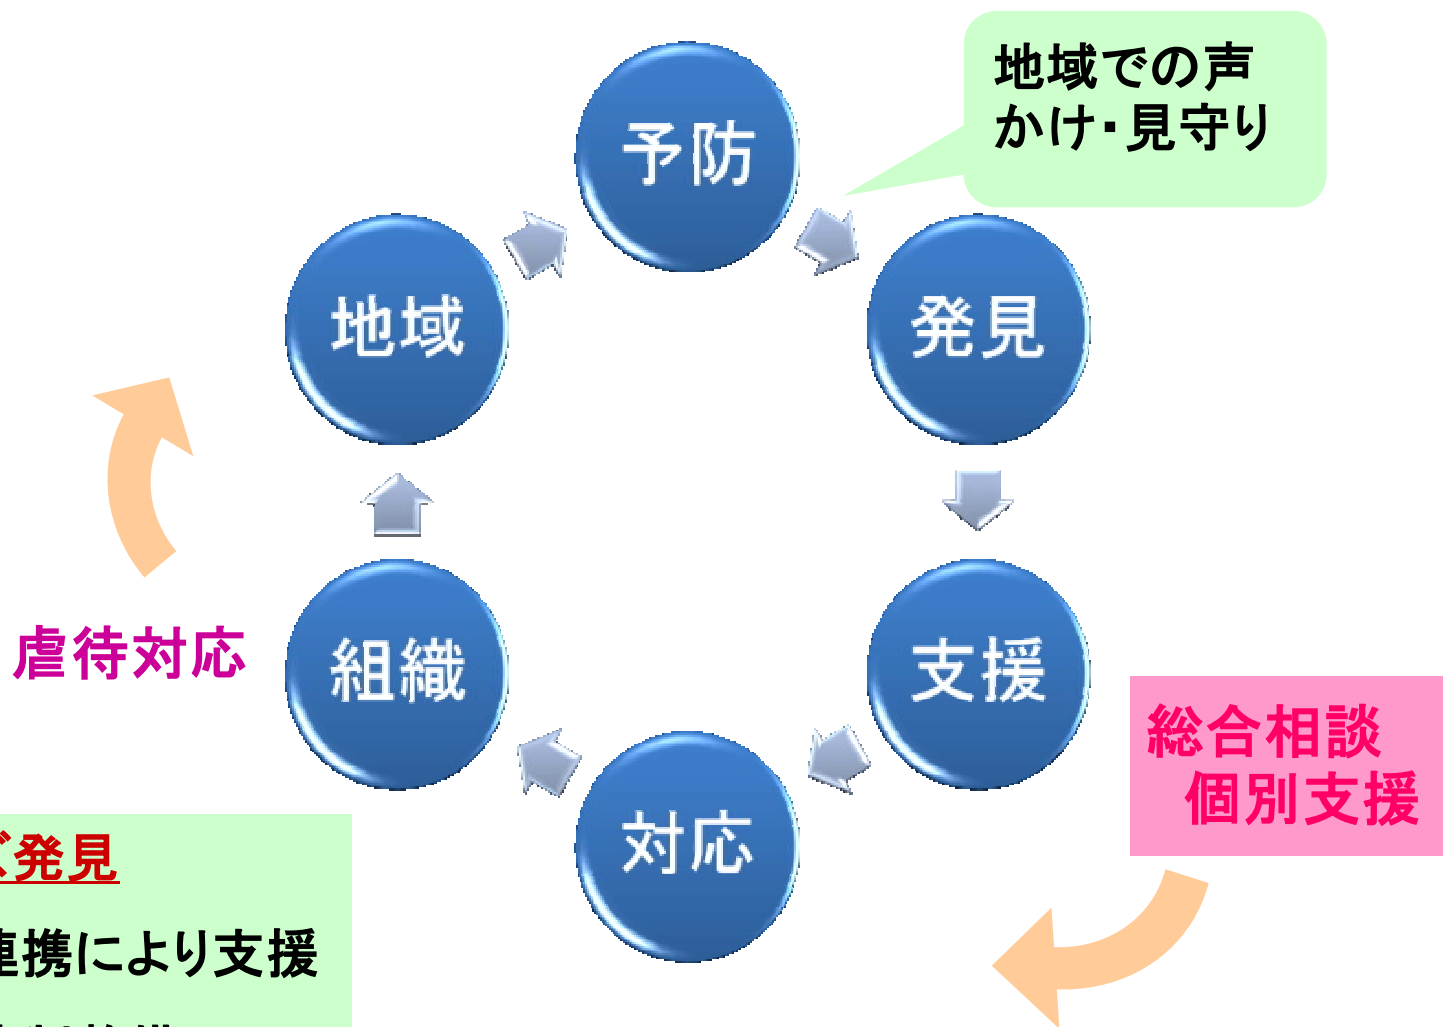 地域での声
かけ・見守り
予防
地域
発見
虐待対応
組織
支援
総合相談
個別支援
対応
発見
連携により支援